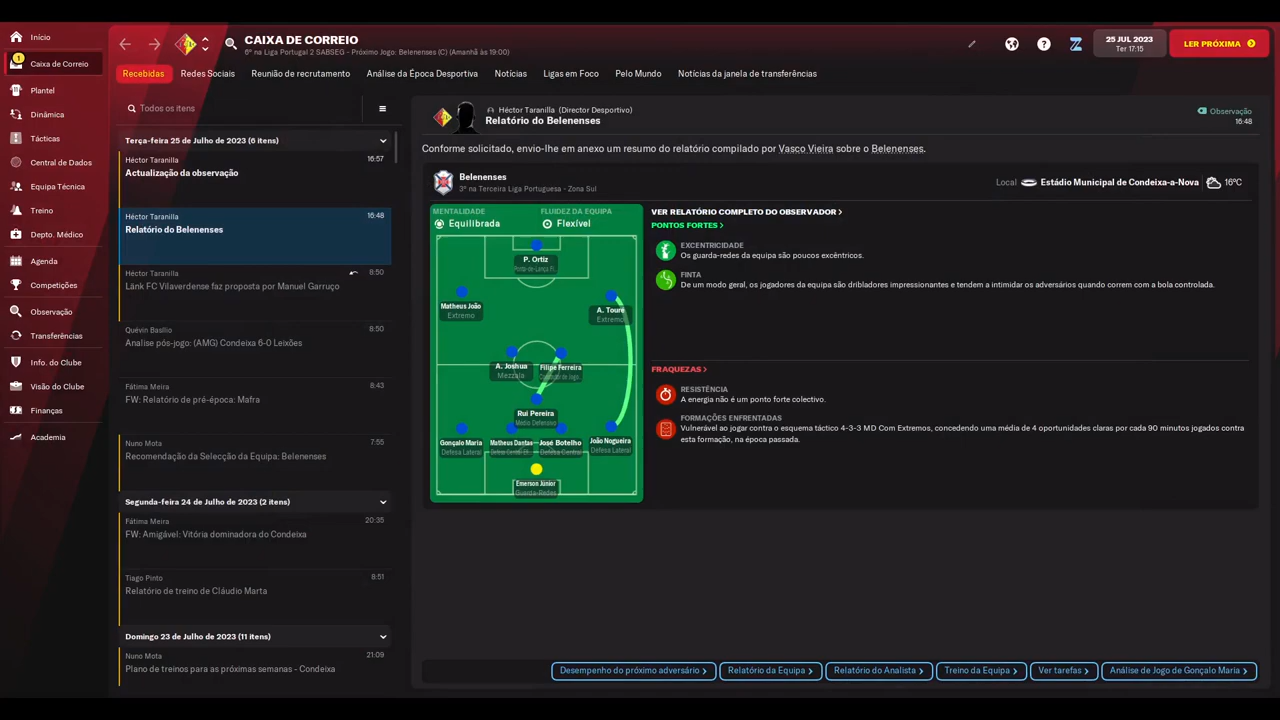 Início
1
Caixa de Correio
Plantel
Dinâmica
Tácticas
Central de Dados
Equipa Técnica
Treino
Depto. Médico
Agenda
Competições
Observação
Transferências
Info. do Clube
Visão do Clube
Finanças
Academia
CAIXA DE CORREIO
6º na Liga Portugal 2 SABSEG - Próximo Jogo: Belenenses (C) (Amanhã às 19:00)
25 JUL 2023
Ter 17:15
LER PRÓXIMA
Recebidas
Redes Sociais
Reunião de recrutamento
Análise da Época Desportiva
Notícias
Ligas em Foco
Pelo Mundo
Notícias da janela de transferências
Todos os itens
Terça-feira 25 de Julho de 2023 (6 itens)
Héctor Taranilla 16:57
Actualização da observação
Héctor Taranilla 16:48
Relatório do Belenenses
Héctor Taranilla 8:50
Länk FC Vilaverdense faz proposta por Manuel Garruço
Quévin Basílio 8:50
Analise pós-jogo: (AMG) Condeixa 6-0 Leixões
Fátima Meira 8:43
FW: Relatório de pré-época: Mafra
Nuno Mota 7:55
Recomendação da Selecção da Equipa: Belenenses
Segunda-feira 24 de Julho de 2023 (2 itens)
Fátima Meira 20:35
FW: Amigável: Vitória dominadora do Condeixa
Tiago Pinto 8:51
Relatório de treino de Cláudio Marta
Domingo 23 de Julho de 2023 (11 itens)
Nuno Mota 21:09
Plano de treinos para as próximas semanas - Condeixa
Héctor Taranilla (Director Desportivo)
Relatório do Belenenses
Observação
16:48
Conforme solicitado, envio-lhe em anexo um resumo do relatório compilado por Vasco Vieira sobre o Belenenses.
Belenenses
3º na Terceira Liga Portuguesa - Zona Sul
Local Estádio Municipal de Condeixa-a-Nova 16ºC
MENTALIDADE
Equilibrada
FLUIDEZ DA EQUIPA
Flexível
P. Ortiz
Matheus João
Extremo
A. Touré
Extremo
A. Joshua
Mezzala
Filipe Ferreira
Rui Pereira
Médio Defensivo
Gonçalo Maria
Defesa Lateral
Matheus Dantas
José Botelho
Defesa Central
João Nogueira
Defesa Lateral
Emerson Júnior
Guarda-Redes
VER RELATÓRIO COMPLETO DO OBSERVADOR
PONTOS FORTES
EXCENTRICIDADE
Os guarda-redes da equipa são poucos excêntricos.
FINTA
De um modo geral, os jogadores da equipa são dribladores impressionantes e tendem a intimidar os adversários quando correm com a bola controlada.
FRAQUEZAS
RESISTÊNCIA
A energia não é um ponto forte colectivo.
FORMAÇÕES ENFRENTADAS
Vulnerável ao jogar contra o esquema táctico 4-3-3 MD Com Extremos, concedendo uma média de 4 oportunidades claras por cada 90 minutos jogados contra
esta formação, na época passada.
Desempenho do próximo adversário
Relatório da Equipa
Relatório do Analista
Treino da Equipa
Ver tarefas
Análise de Jogo de Gonçalo Maria